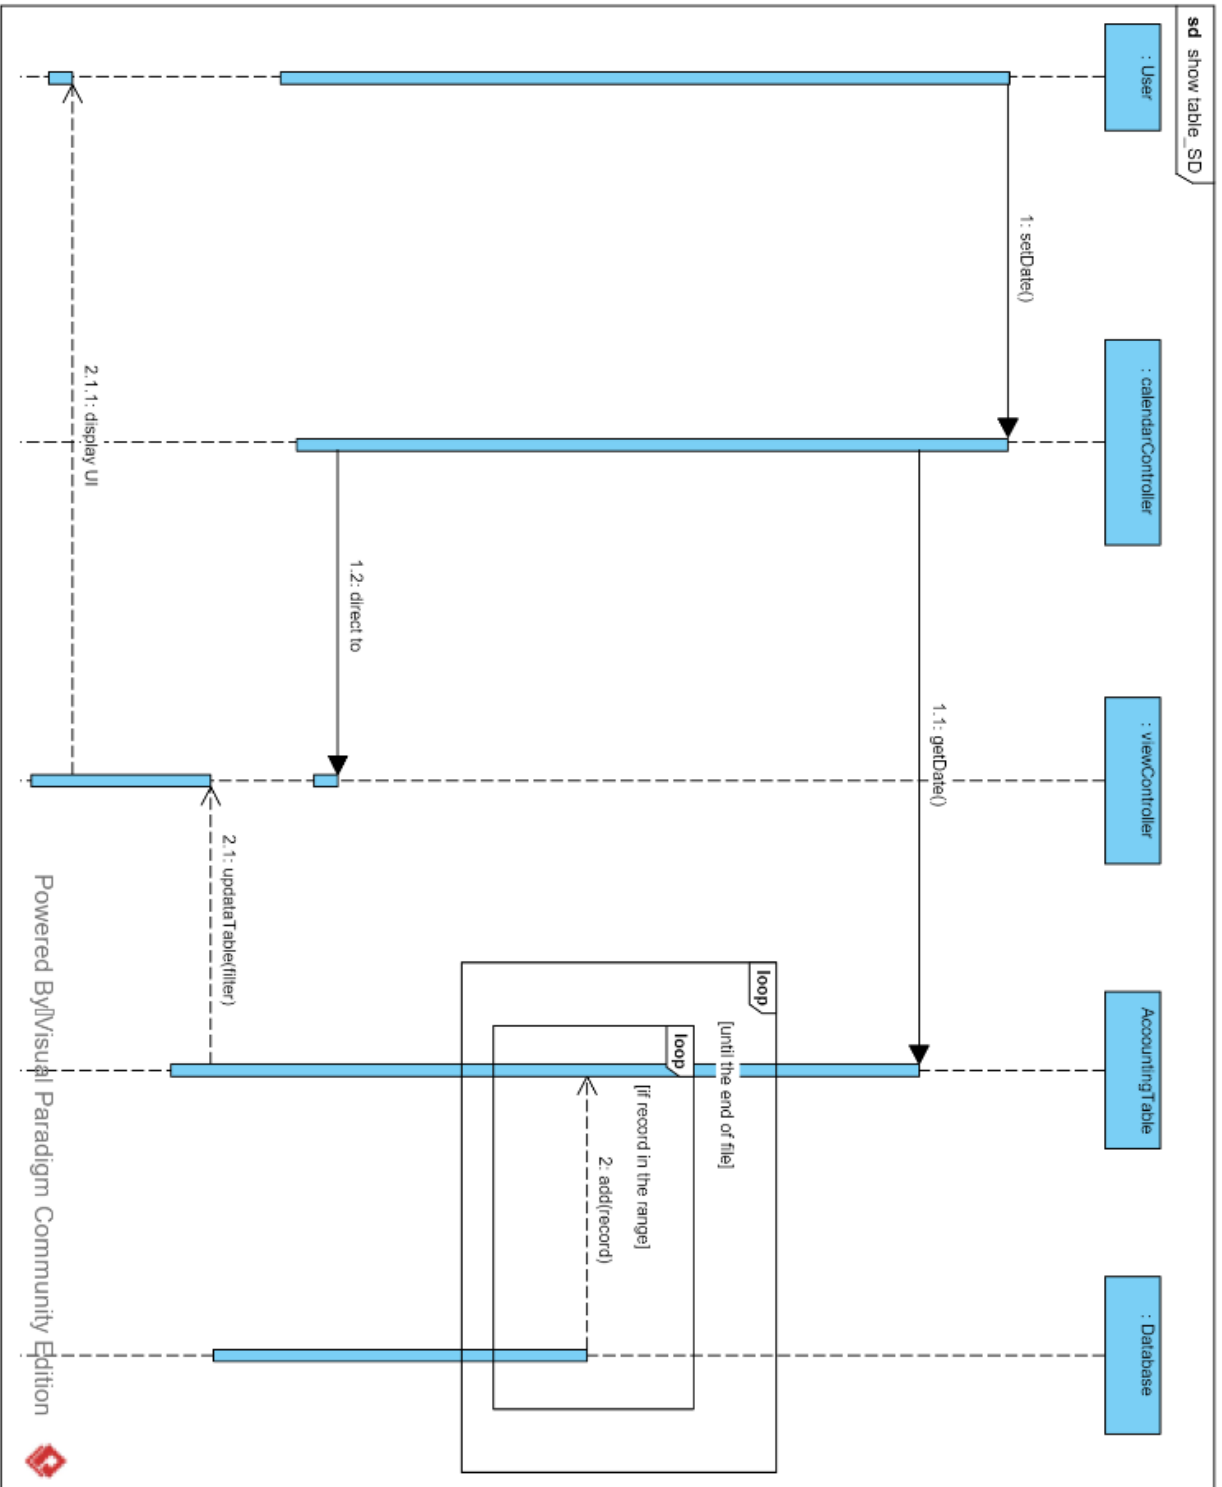 sd show table_SD
: User
: calendarController
: viewController
AccountingTable
: Database
1: setDate()
1.1: getDate()
loop
[until the end of file]
loop
[if record in the range]
2: add(record)
1.2: direct to
2.1: updataTable(filter)
2.1.1: display UI
Powered By Visual Paradigm Community Edition